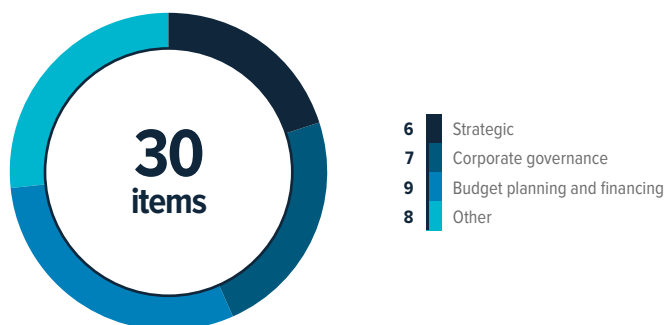 30
items
6 Strategic
7 Corporate governance
9 Budget planning and financing
8 Other